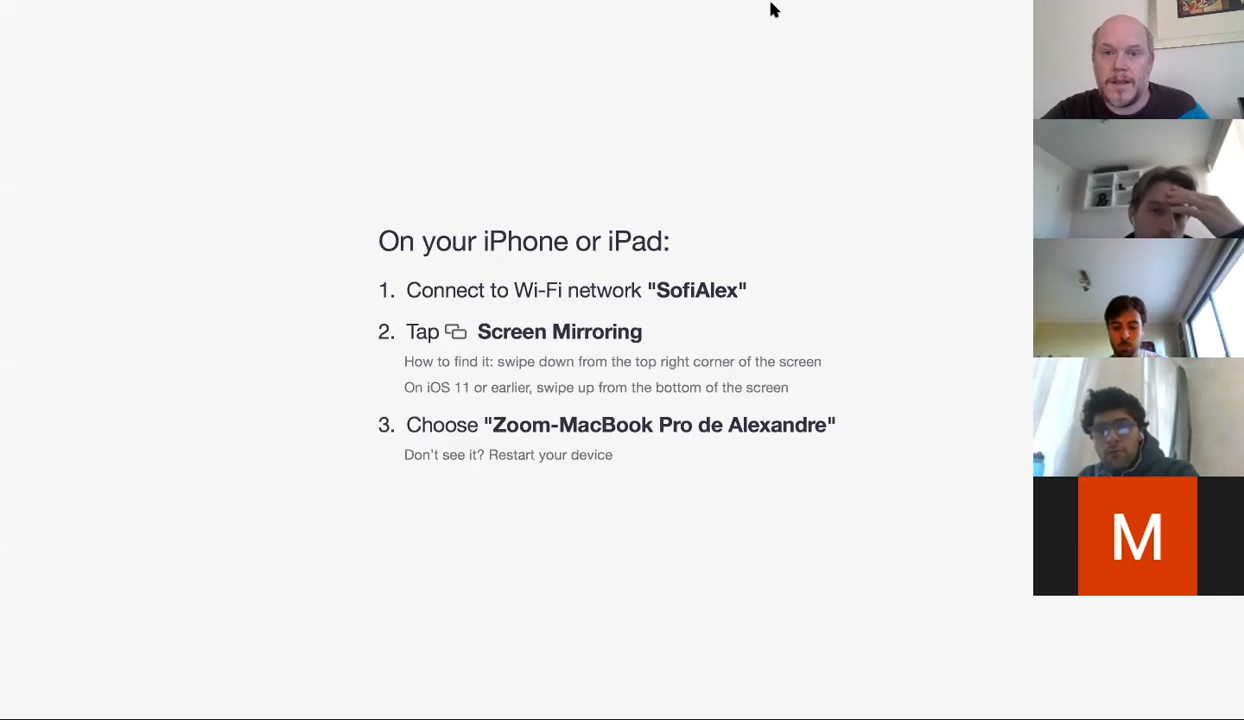 On your iPhone or iPad:
1. Connect to Wi-Fi network "SofiAlex"
2. Tap Screen Mirroring
How to find it: swipe down from the top right corner of the screen
On iOS 11 or earlier, swipe up from the bottom of the screen
3. Choose "Zoom-MacBook Pro de Alexandre"
Don't see it? Restart your device
M